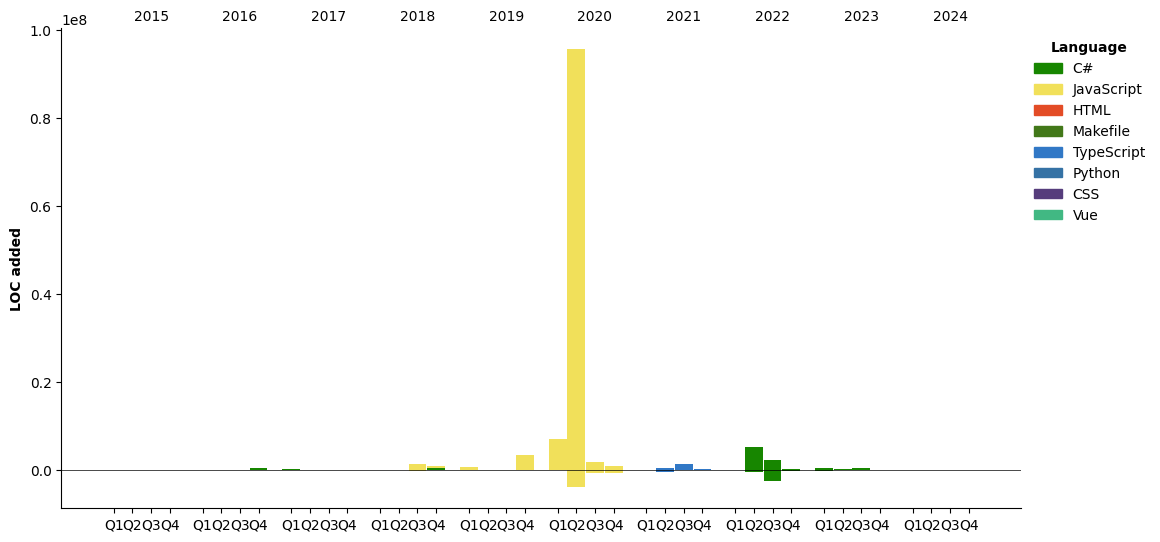 2015 2016 2017 2018 2019 2020 2021 2022 2023 2024
1e8
1.0
0.8
0.6
0.4
0.2
0.0
LOC added
Q1Q2Q3Q4 Q1Q2Q3Q4 Q1Q2Q3Q4 Q1Q2Q3Q4 Q1Q2Q3Q4 Q1Q2Q3Q4 Q1Q2Q3Q4 Q1Q2Q3Q4 Q1Q2Q3Q4 Q1Q2Q3Q4
Language
C#
JavaScript
HTML
Makefile
TypeScript
Python
CSS
Vue